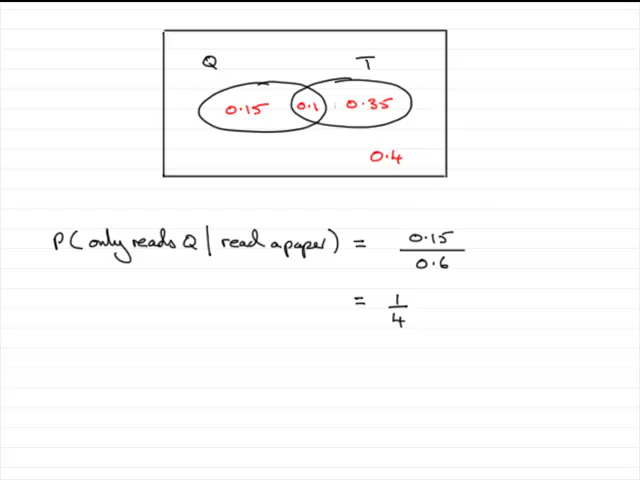 Q T
0.15 0.1 0.35
0.4
P( only reads Q | read a paper ) = 0.15
0.6
= 1
4